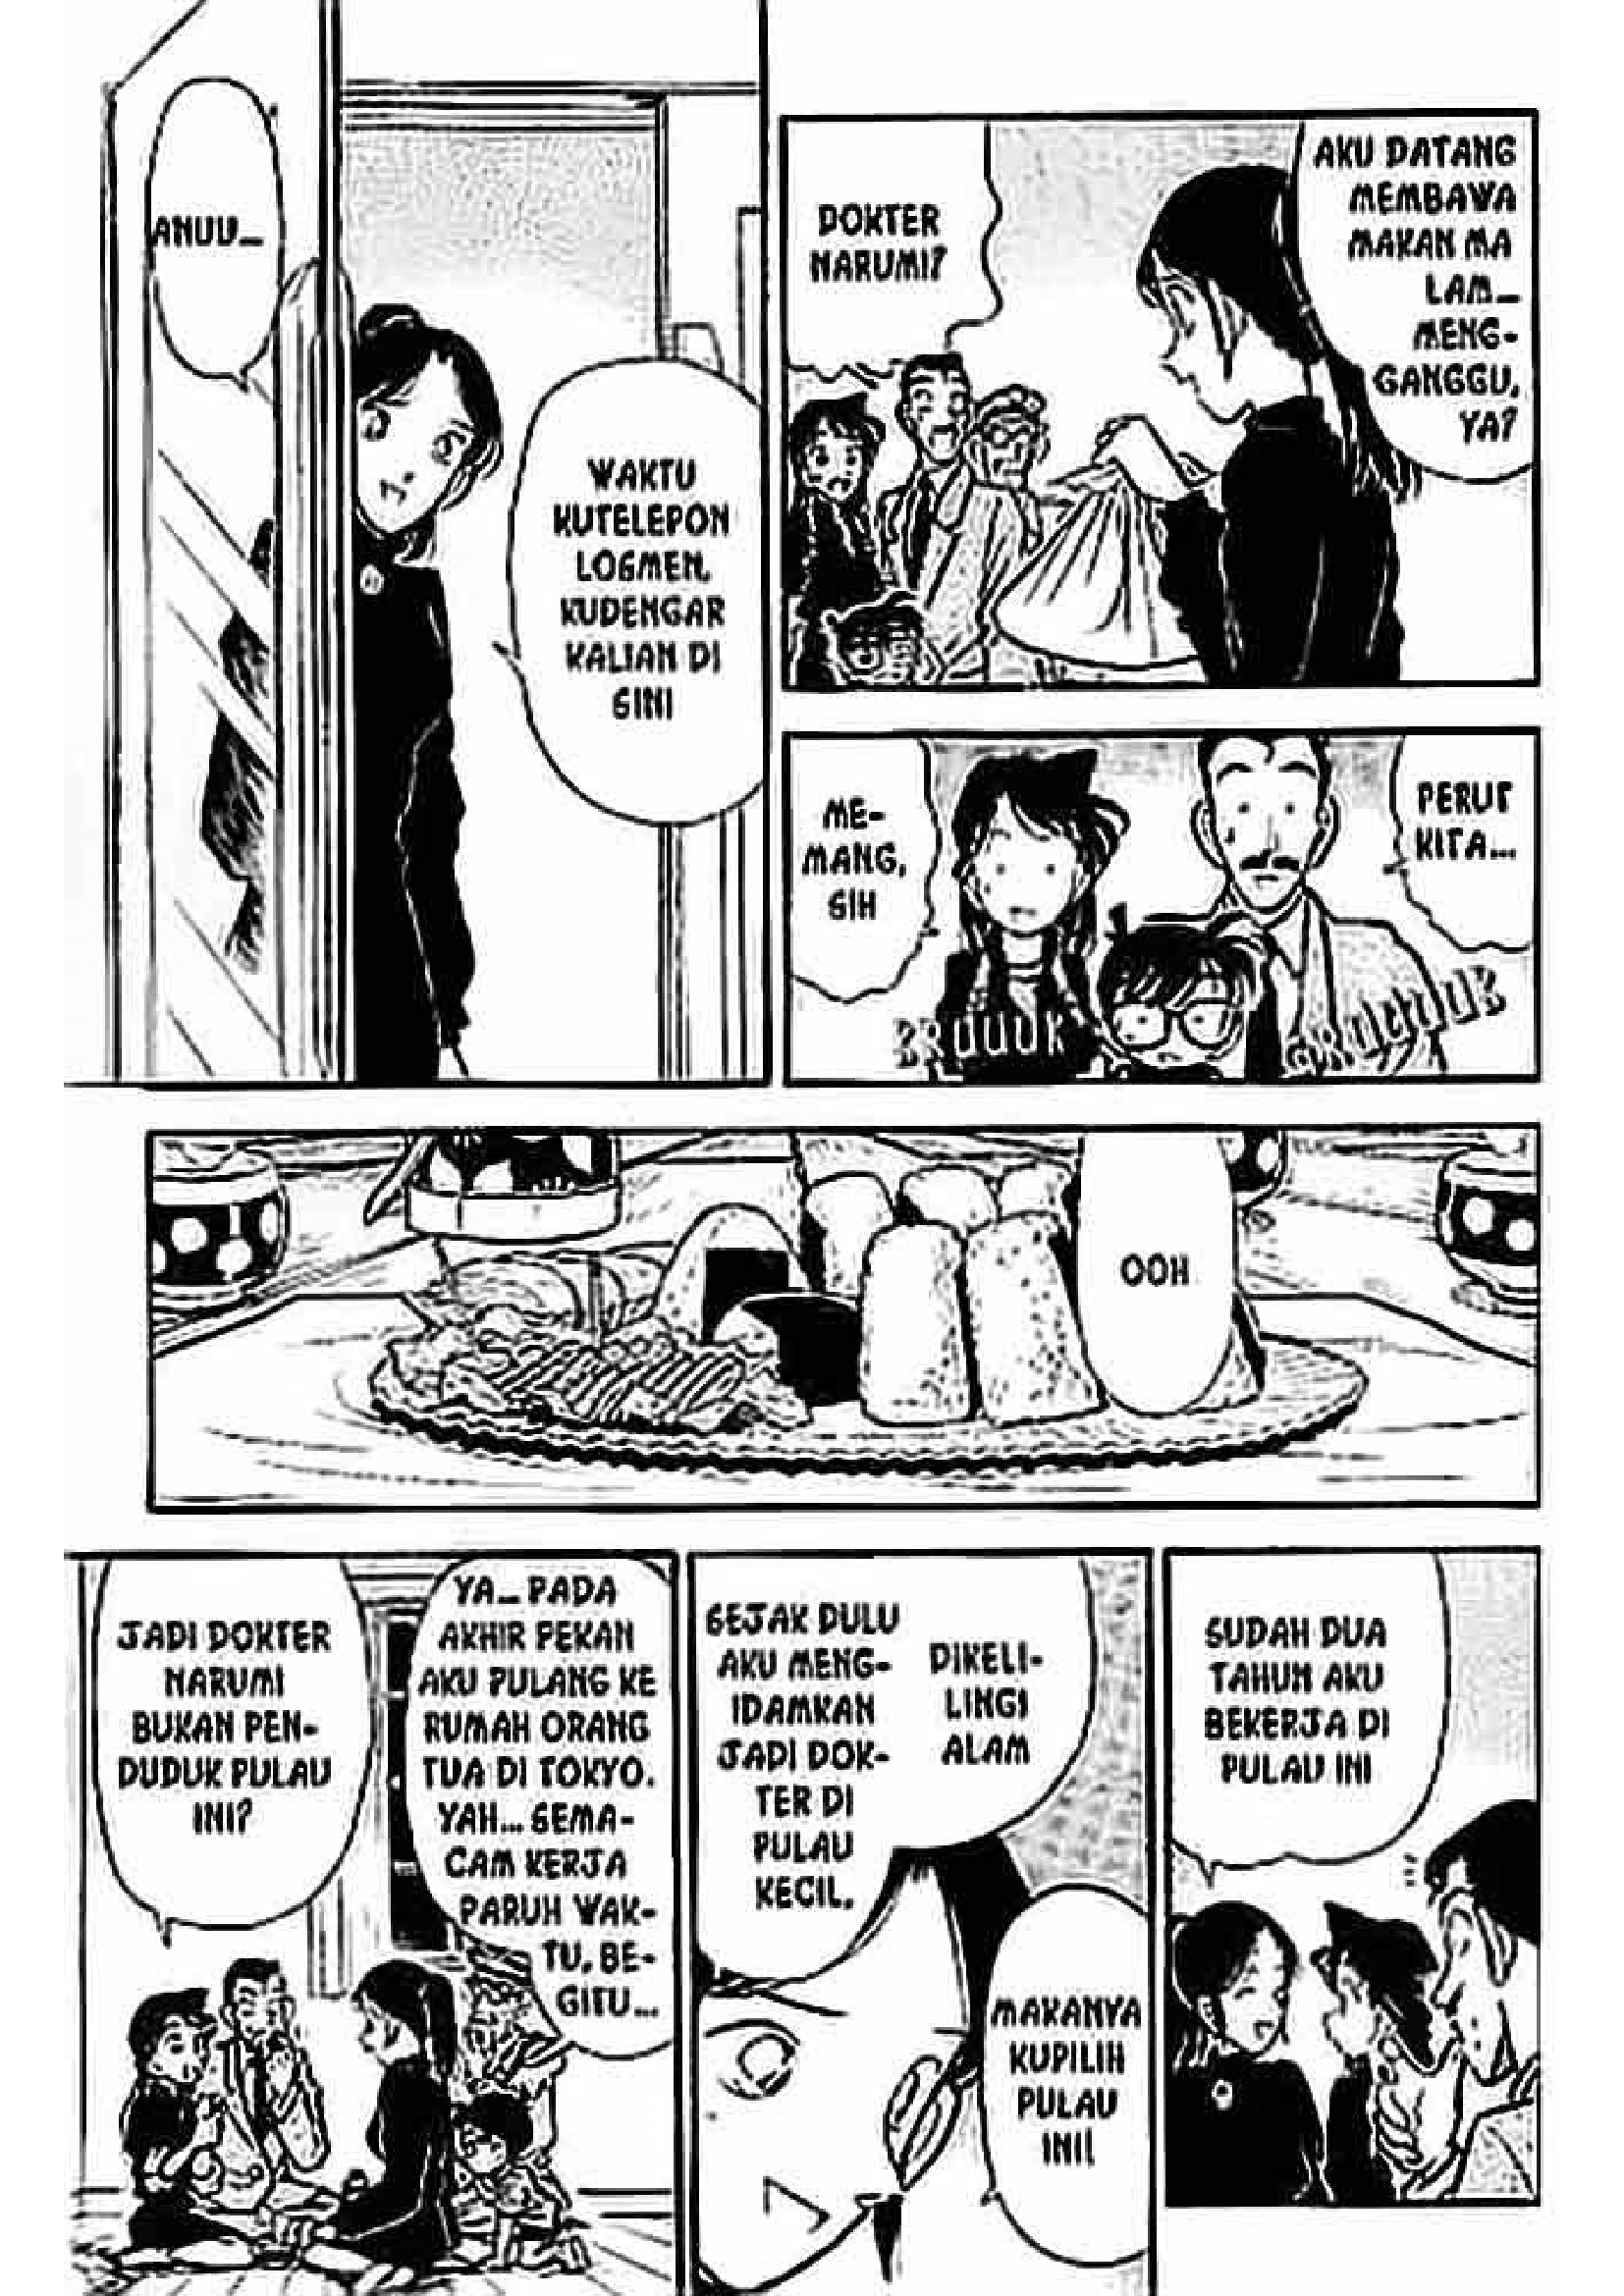 AKU DATANG
MEMBAWA
MAKAN MA
LAM...
MENG-
GANGGU,
YA?
DOKTER
NARUMI?
WAKTU
KUTELEPON
LOSMEN,
KUDENGAR
KALIAN DI
SINI
ANUU...
PERUT
KITA...
ME-
MANG,
SIH
KRUUUK
OOH
SUDAH DUA
TAHUN AKU
BEKERJA DI
PULAU INI
DIKELI-
LINGI
ALAM
SEJAK DULU
AKU MENG-
IDAMKAN
JADI DOK-
TER DI
PULAU
KECIL,
MAKANYA
KUPILIH
PULAU
INI!
YA... PADA
AKHIR PEKAN
AKU PULANG KE
RUMAH ORANG
TUA DI TOKYO.
YAH... SEMA-
CAM KERJA
PARUH WAK-
TU, BE-
GITU...
JADI DOKTER
NARUMI
BUKAN PEN-
DUDUK PULAU
INI?